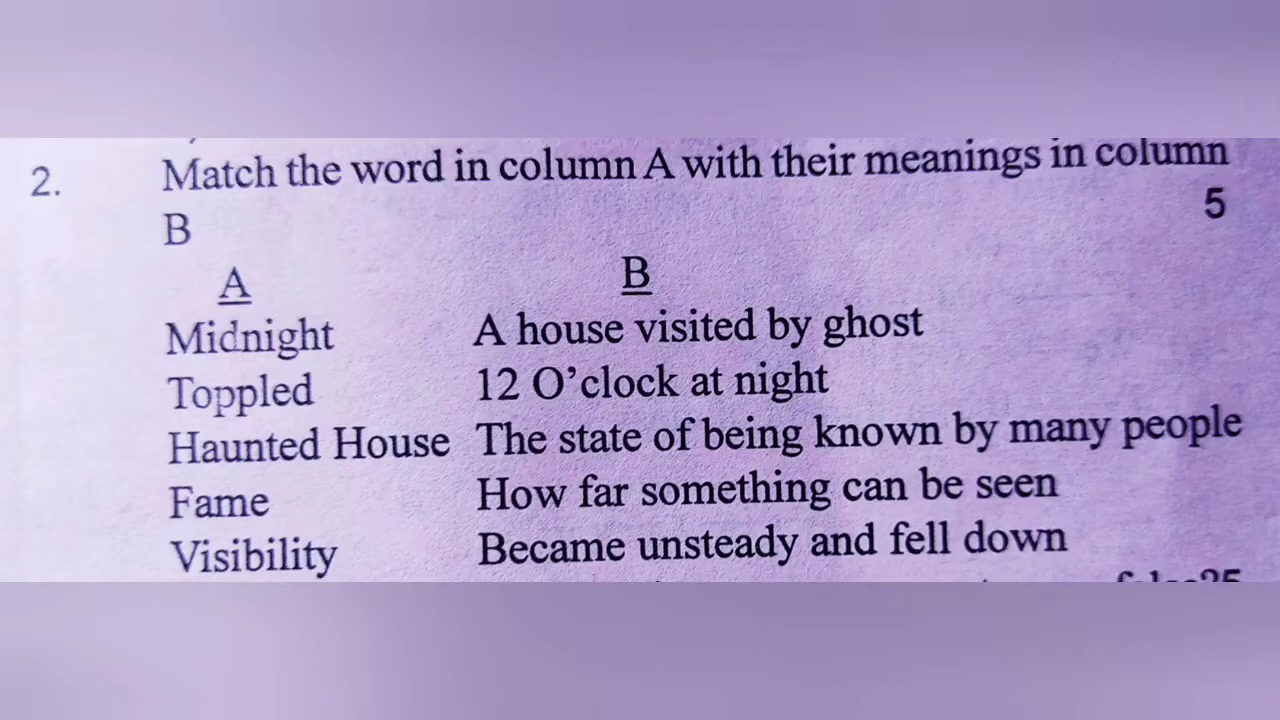 2. Match the word in column A with their meanings in column
B 5
A B
Midnight A house visited by ghost
Toppled 12 O’clock at night
Haunted House The state of being known by many people
Fame How far something can be seen
Visibility Became unsteady and fell down